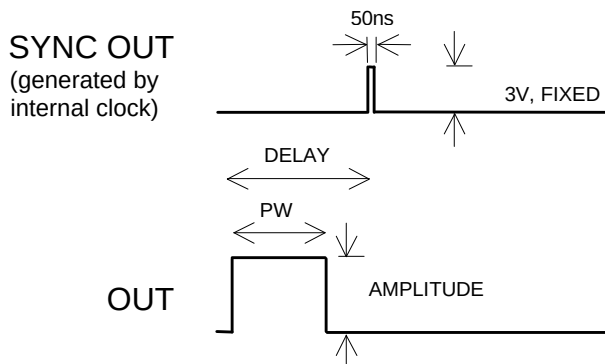 50ns
SYNC OUT
(generated by
internal clock)
3V, FIXED
DELAY
PW
AMPLITUDE
OUT